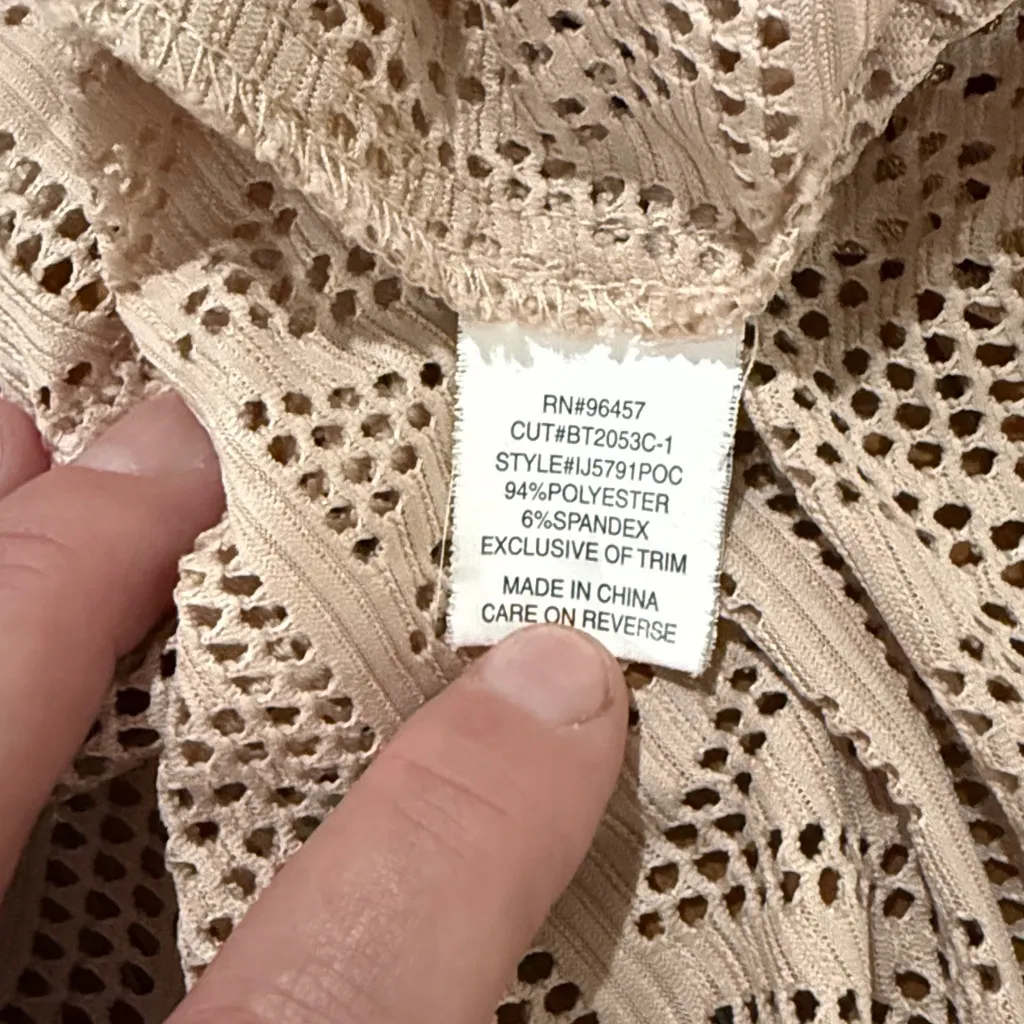 RN#96457
CUT#BT2053C-1
STYLE#IJ5791POC
94%POLYESTER
6%SPANDEX
EXCLUSIVE OF TRIM
MADE IN CHINA
CARE ON REVERSE